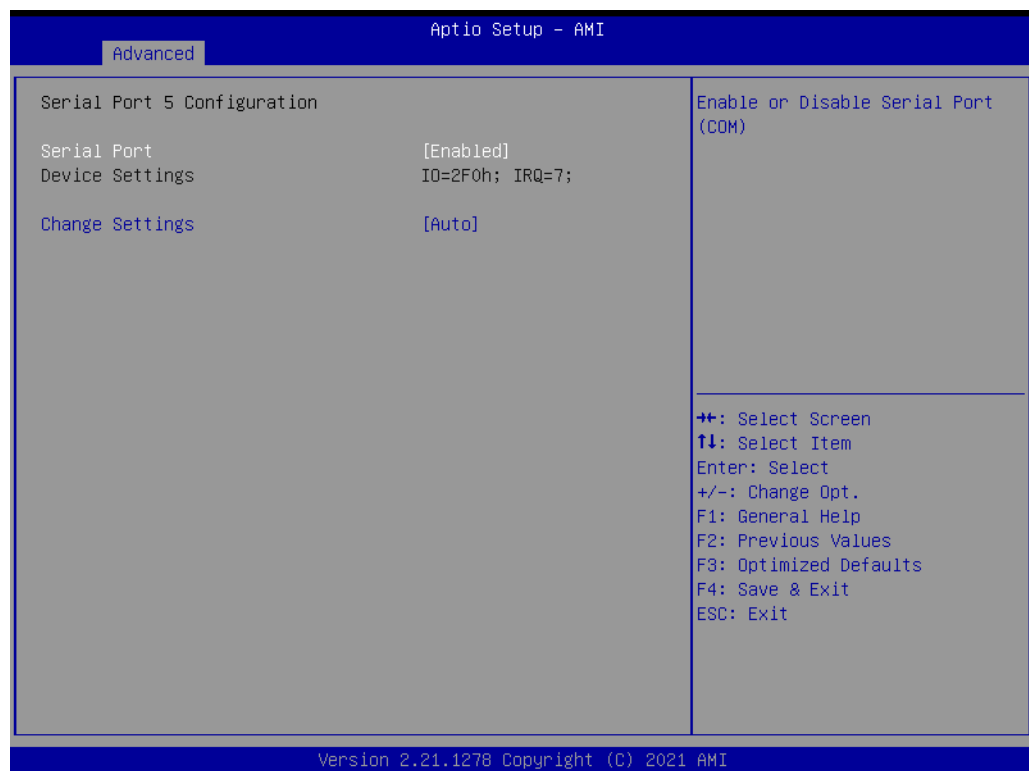 Aptio Setup – AMI
Advanced
Serial Port 5 Configuration
Serial Port [Enabled]
Device Settings IO=2F0h; IRQ=7;
Change Settings [Auto]
Enable or Disable Serial Port
(COM)
→←: Select Screen
↑↓: Select Item
Enter: Select
+/-: Change Opt.
F1: General Help
F2: Previous Values
F3: Optimized Defaults
F4: Save & Exit
ESC: Exit
Version 2.21.1278 Copyright (C) 2021 AMI